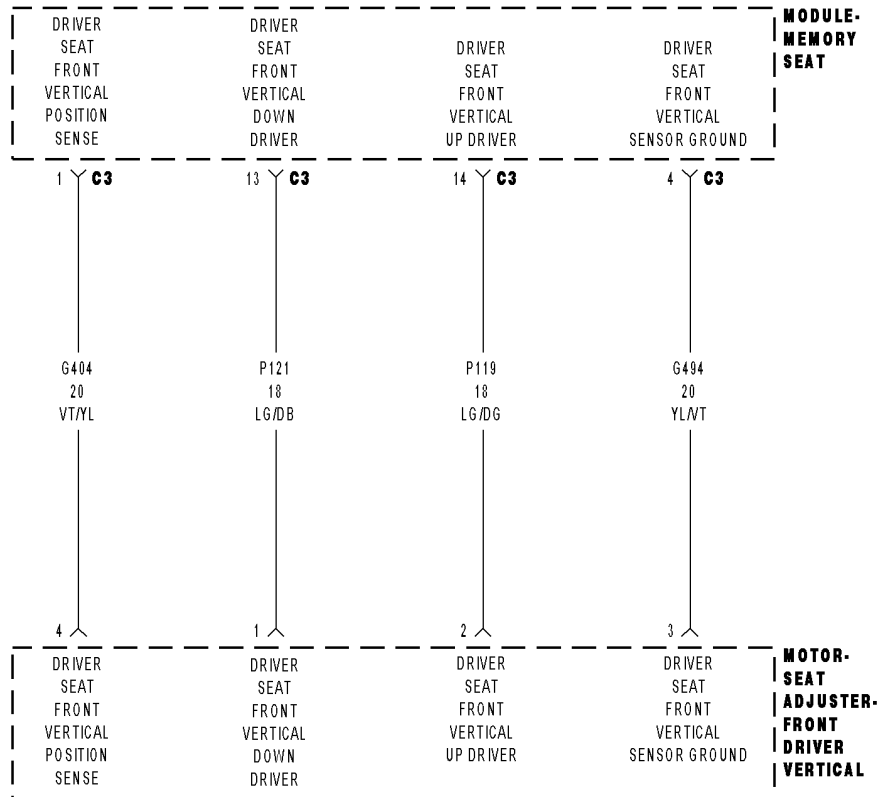 DRIVER
SEAT
FRONT
VERTICAL
POSITION
SENSE
DRIVER
SEAT
FRONT
VERTICAL
DOWN
DRIVER
DRIVER
SEAT
FRONT
VERTICAL
UP DRIVER
DRIVER
SEAT
FRONT
VERTICAL
SENSOR GROUND
MODULE-
MEMORY
SEAT
1 C3
13 C3
14 C3
4 C3
G404
20
VT/YL
P121
18
LG/DB
P119
18
LG/DG
G494
20
YL/VT
4
1
2
3
DRIVER
SEAT
FRONT
VERTICAL
POSITION
SENSE
DRIVER
SEAT
FRONT
VERTICAL
DOWN
DRIVER
DRIVER
SEAT
FRONT
VERTICAL
UP DRIVER
DRIVER
SEAT
FRONT
VERTICAL
SENSOR GROUND
MOTOR-
SEAT
ADJUSTER-
FRONT
DRIVER
VERTICAL